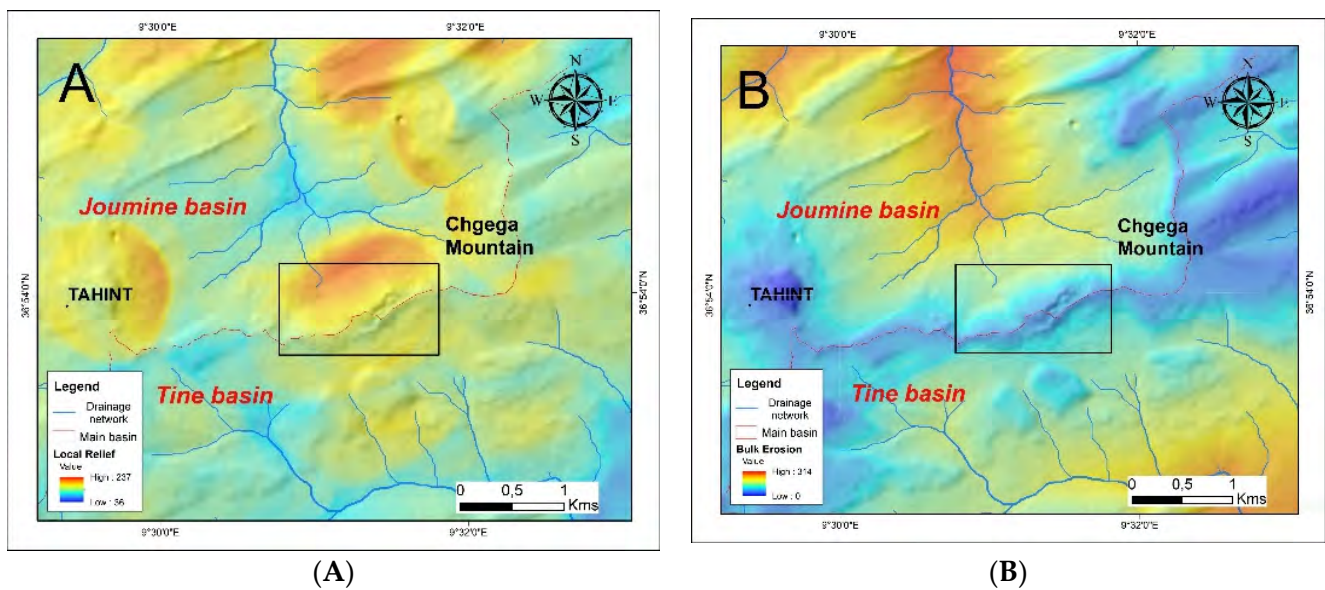 9°30'0"E
9°32'0"E
A
N
W
E
S
Joumine basin
Chgega
Mountain
TAHINT
36°54'0"N
36°54'0"N
Tine basin
Legend
Drainage
network
Main basin
Local Relief
Value
High : 237
Low : 36
0
0,5
1
Kms
9°30'0"E
9°32'0"E
(A)
9°30'0"E
9°32'0"E
B
N
W
E
S
Joumine basin
Chgega
Mountain
TAHINT
36°54'0"N
36°54'0"N
Tine basin
Legend
Drainage
network
Main basin
Bulk Erosion
Value
High : 314
Low : 0
0
0,5
1
Kms
9°30'0"E
9°32'0"E
(B)